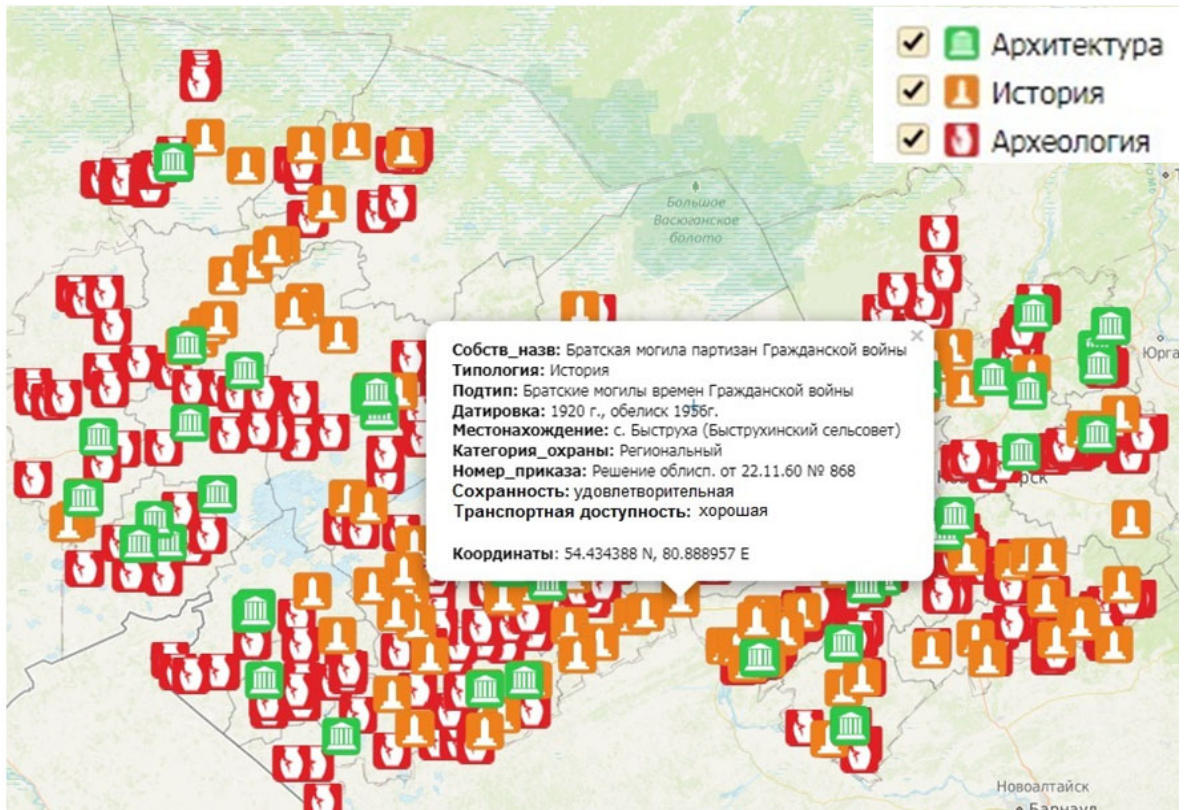 Архитектура
История
Археология
Большое
Васюганское
болото
Юрга
Собств_назв: Братская могила партизан Гражданской войны
Типология: История
Подтип: Братские могилы времен Гражданской войны
Датировка: 1920 г., обелиск 1956г.
Местонахождение: с. Быструха (Быструхинский сельсовет)
Категория_охраны: Региональный
Номер_приказа: Решение облисп. от 22.11.60 № 868
Сохранность: удовлетворительная
Транспортная доступность: хорошая
Координаты: 54.434388 N, 80.888957 E
Новоалтайск
Барнаул